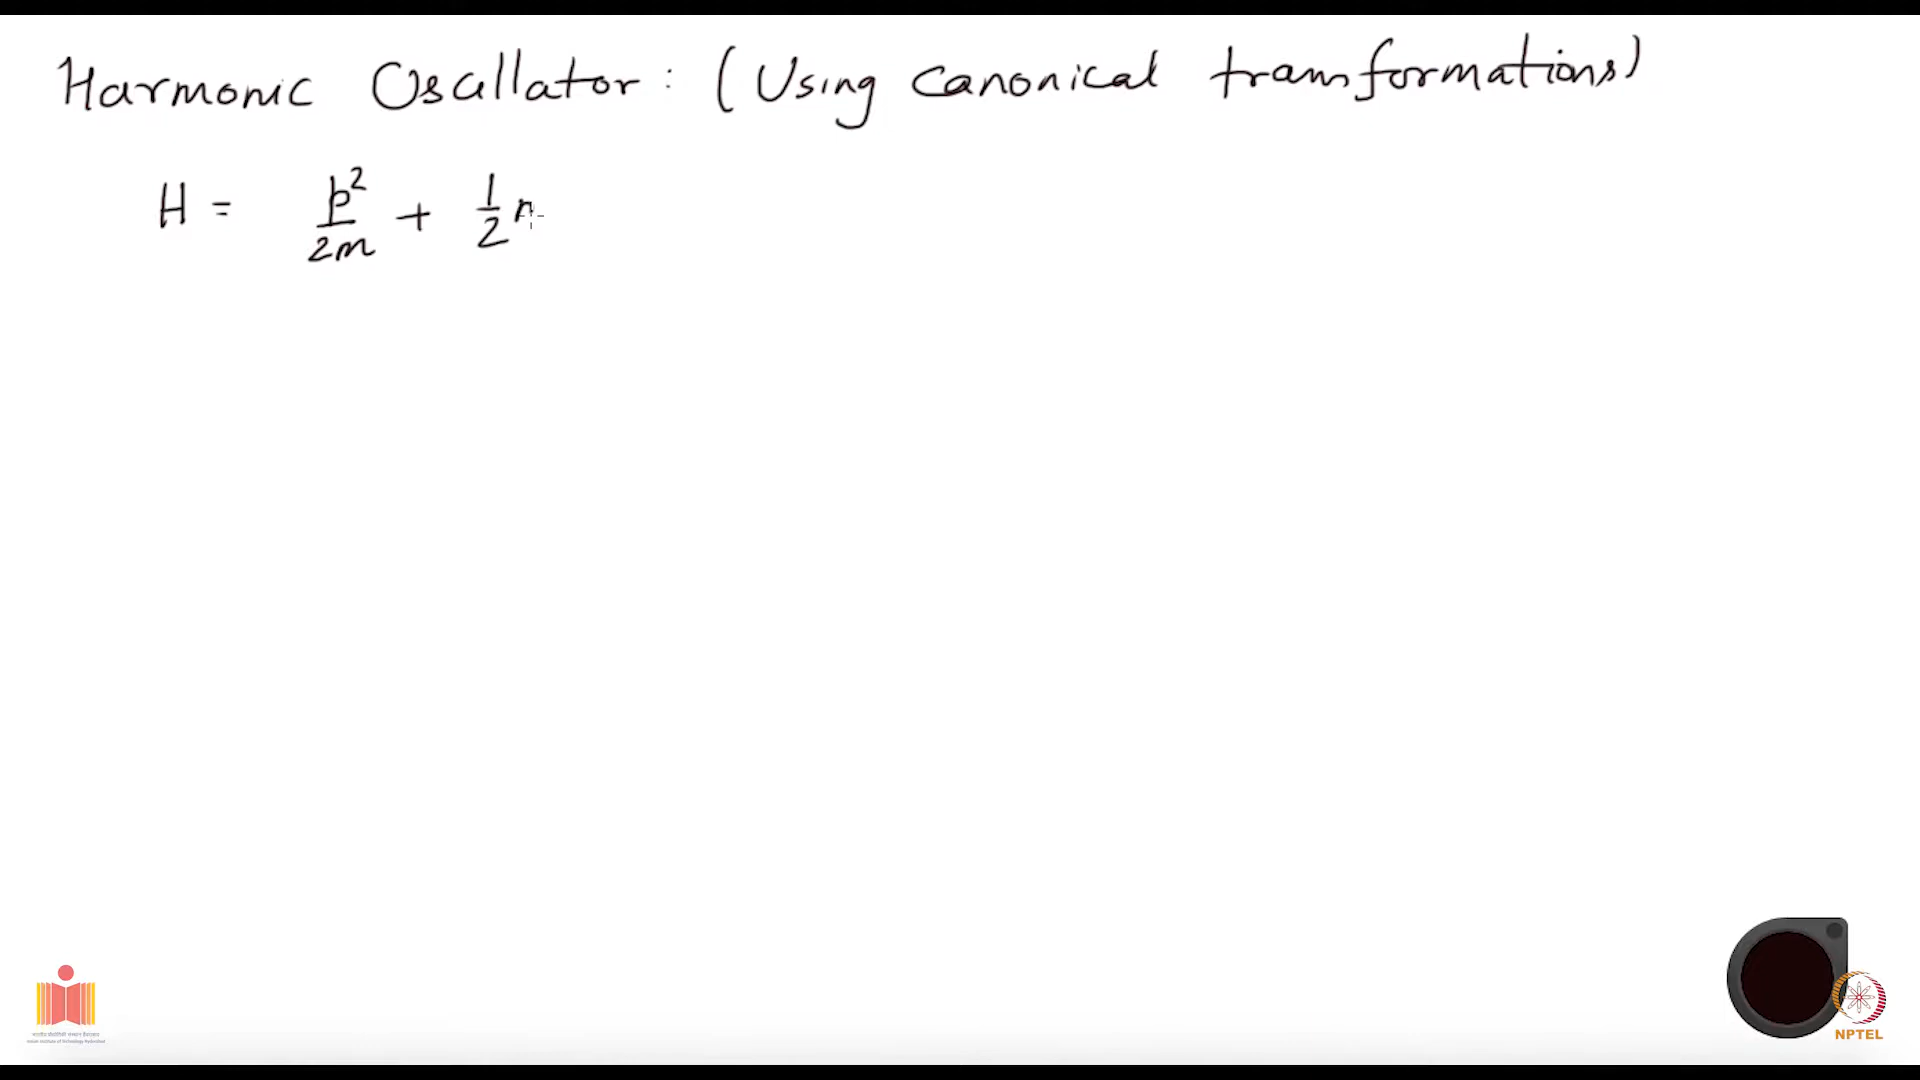 Harmonic Oscillator : (Using canonical transformations)
H = p²/2m + 1/2 m
NPTEL